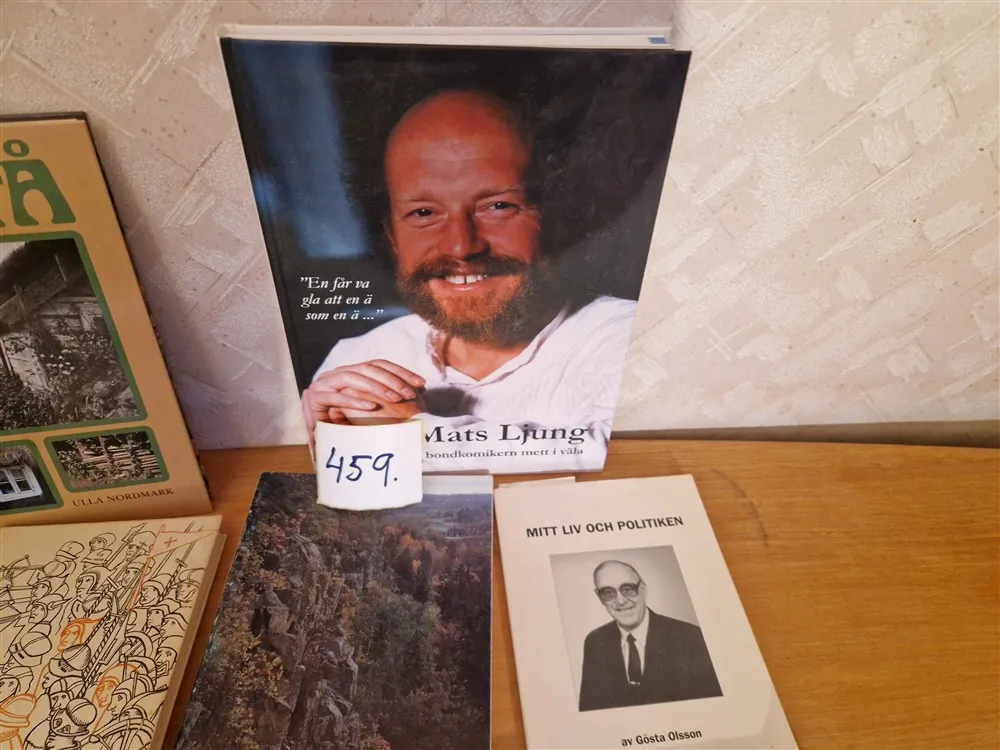 "En får va
gla att en ä
som en ä ..."
Mats Ljung
bondkomikern mett i väla
459.
ULLA NORDMARK
MITT LIV OCH POLITIKEN
av Gösta Olsson